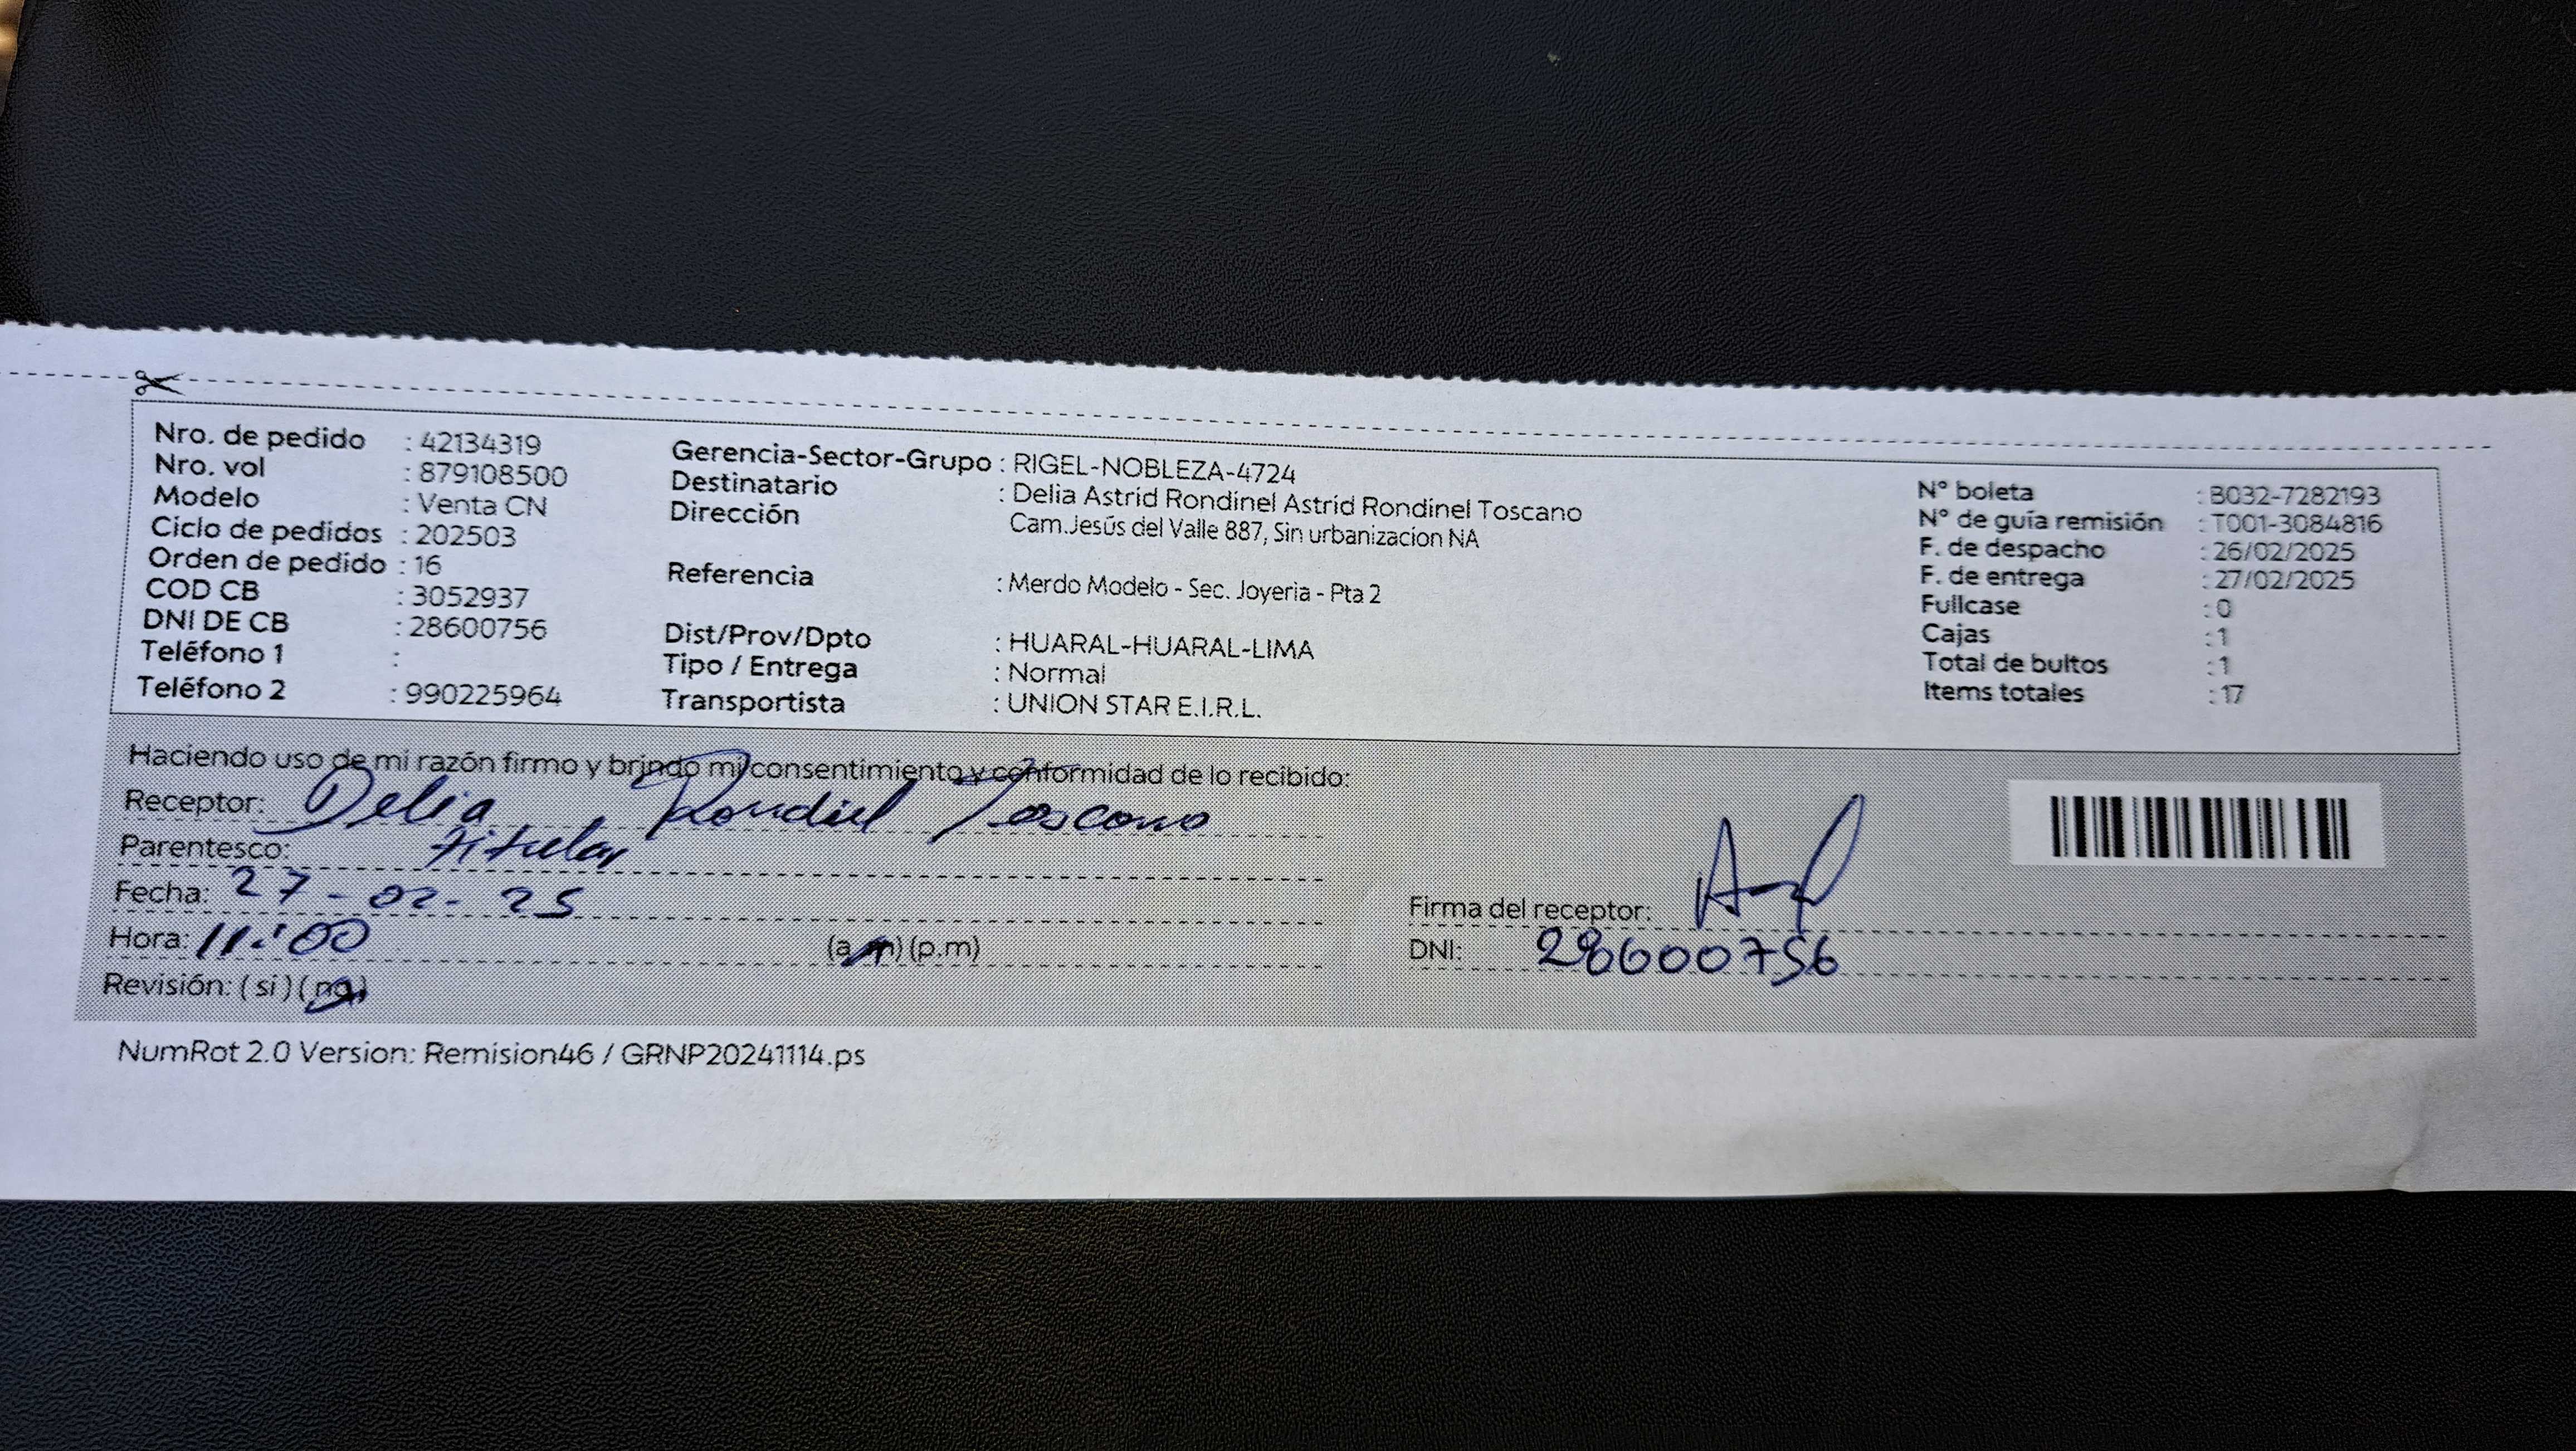 Nro. de pedido : 42134319
Nro. vol : 879108500
Modelo : Venta CN
Ciclo de pedidos : 202503
Orden de pedido : 16
COD CB : 3052937
DNI DE CB : 28600756
Teléfono 1 :
Teléfono 2 : 990225964
Gerencia-Sector-Grupo : RIGEL-NOBLEZA-4724
Destinatario : Delia Astrid Rondinel Astrid Rondinel Toscano
Dirección Cam.Jesús del Valle 887, Sin urbanizacion NA
Referencia : Merdo Modelo - Sec. Joyeria - Pta 2
Dist/Prov/Dpto : HUARAL-HUARAL-LIMA
Tipo / Entrega : Normal
Transportista : UNION STAR E.I.R.L.
N° boleta : B032-7282193
N° de guía remisión : T001-3084816
F. de despacho : 26/02/2025
F. de entrega : 27/02/2025
Fullcase : 0
Cajas : 1
Total de bultos : 1
Items totales : 17
Haciendo uso de mi razón firmo y brindo mi consentimiento y conformidad de lo recibido:
Receptor: Delia Rondiel Toscano
Parentesco: titular
Fecha: 27-02-25
Hora: 11:00 (a.m) (p.m)
Revisión: ( si ) ( no )
Firma del receptor:
DNI: 28600756
NumRot 2.0 Version: Remision46 / GRNP20241114.ps